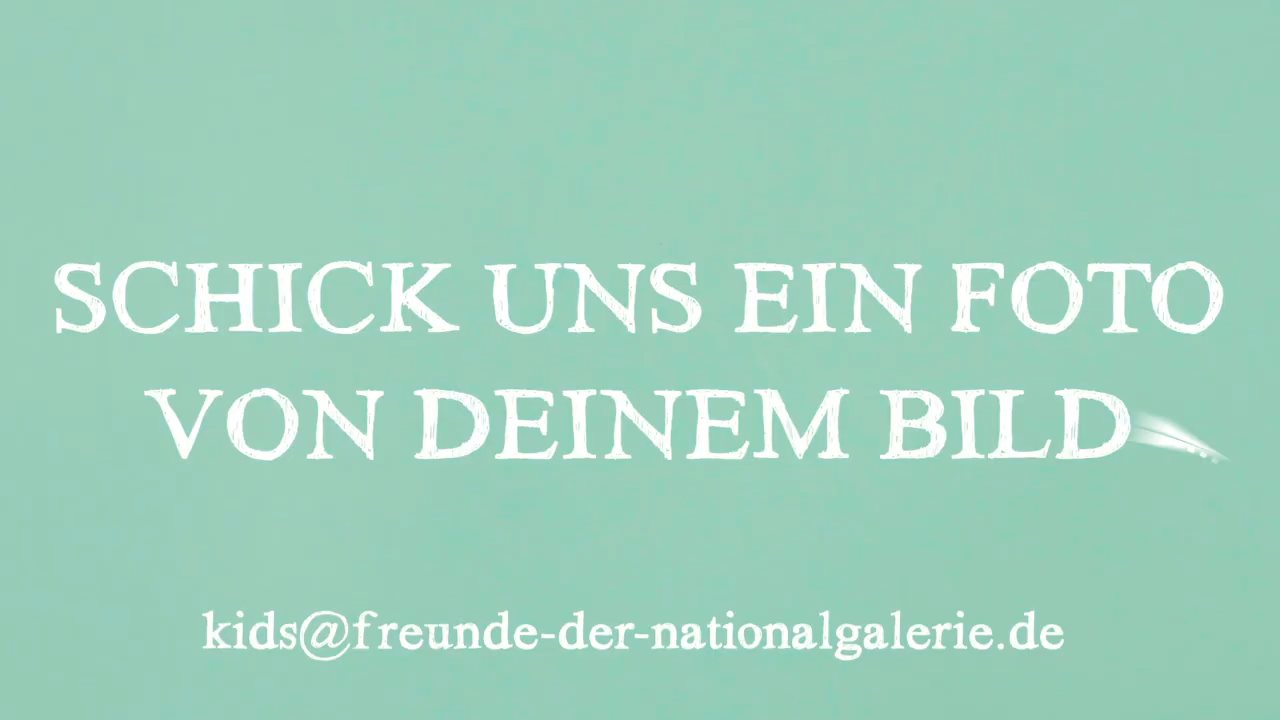 SCHICK UNS EIN FOTO
VON DEINEM BILD
kids@freunde-der-nationalgalerie.de